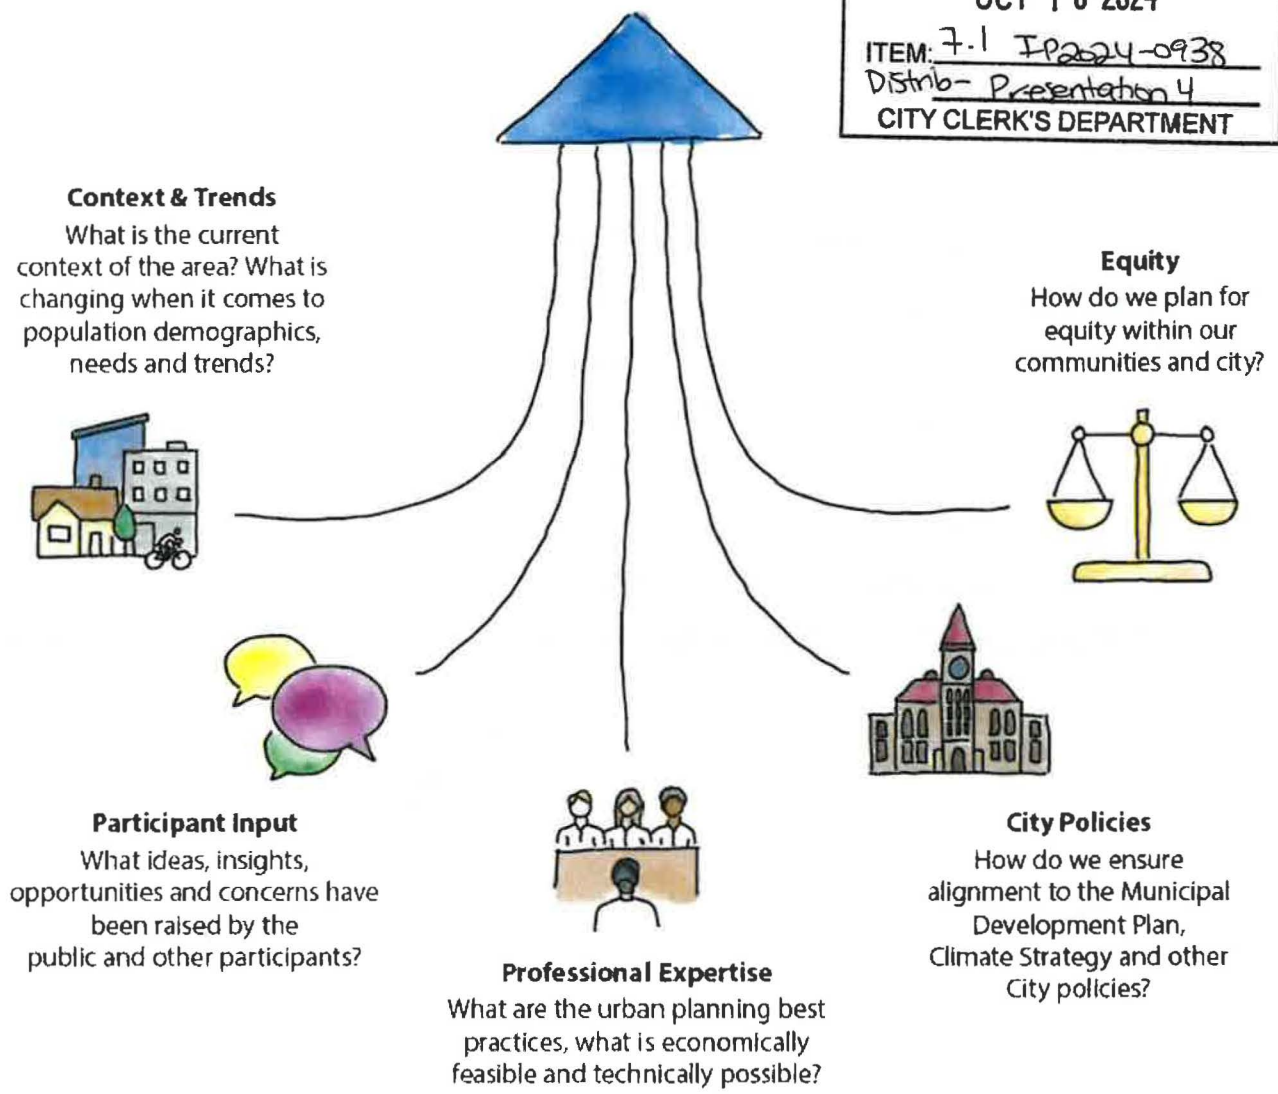 ITEM: 7.1 IP2024-0938
Distrib- Presentation 4
CITY CLERK'S DEPARTMENT
Context & Trends
What is the current
context of the area? What is
changing when it comes to
population demographics,
needs and trends?
Equity
How do we plan for
equity within our
communities and city?
Participant Input
What ideas, insights,
opportunities and concerns have
been raised by the
public and other participants?
City Policies
How do we ensure
alignment to the Municipal
Development Plan,
Climate Strategy and other
City policies?
Professional Expertise
What are the urban planning best
practices, what is economically
feasible and technically possible?